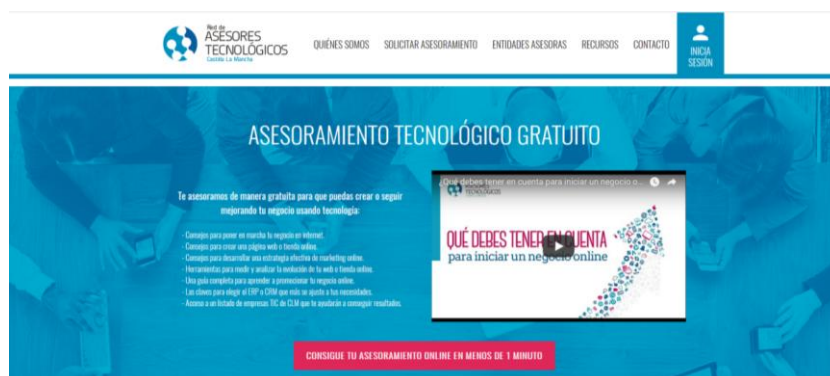 Red de
ASESORES
TECNOLÓGICOS
Castilla La Mancha
QUIÉNES SOMOS
SOLICITAR ASESORAMIENTO
ENTIDADES ASESORAS
RECURSOS
CONTACTO
INICIA
SESIÓN
ASESORAMIENTO TECNOLÓGICO GRATUITO
Te asesoramos de manera gratuita para que puedas crear o seguir
mejorando tu negocio usando tecnología:
- Consejos para poner en marcha tu negocio en internet.
- Consejos para crear una página web o tienda online.
- Consejos para desarrollar una estrategia efectiva de marketing online.
- Herramientas para medir y analizar la evolución de tu web o tienda online.
- Una guía completa para aprender a promocionar tu negocio online.
- Las claves para elegir el ERP o CRM que más se ajuste a tus necesidades.
- Acceso a un listado de empresas TIC de CLM que te ayudarán a conseguir resultados.
Qué debes tener en cuenta para iniciar un negocio o...
TECNOLÓGICOS
QUÉ DEBES TENER EN CUENTA
para iniciar un negocio online
CONSIGUE TU ASESORAMIENTO ONLINE EN MENOS DE 1 MINUTO